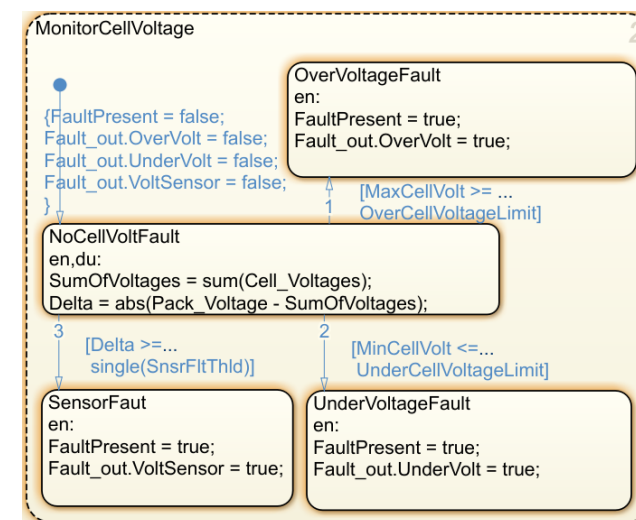 MonitorCellVoltage
2
OverVoltageFault
en:
FaultPresent = true;
Fault_out.OverVolt = true;
{FaultPresent = false;
Fault_out.OverVolt = false;
Fault_out.UnderVolt = false;
Fault_out.VoltSensor = false;
}
1
[MaxCellVolt >= ...
OverCellVoltageLimit]
NoCellVoltFault
en,du:
SumOfVoltages = sum(Cell_Voltages);
Delta = abs(Pack_Voltage - SumOfVoltages);
3
[Delta >=...
single(SnsrFltThld)]
2
[MinCellVolt <=...
UnderCellVoltageLimit]
SensorFaut
en:
FaultPresent = true;
Fault_out.VoltSensor = true;
UnderVoltageFault
en:
FaultPresent = true;
Fault_out.UnderVolt = true;